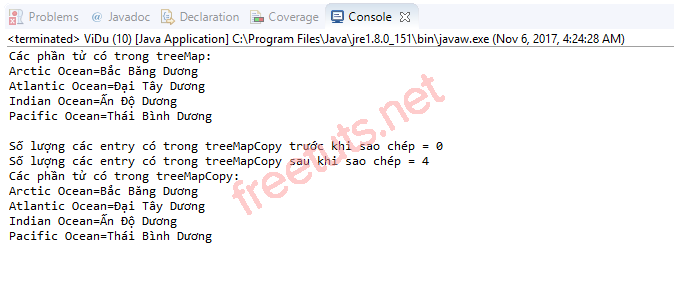 Problems @ Javadoc Declaration Coverage Console
<terminated> ViDu (10) [Java Application] C:\Program Files\Java\jre1.8.0_151\bin\javaw.exe (Nov 6, 2017, 4:24:28 AM)
Các phần tử có trong treeMap:
Arctic Ocean=Bắc Băng Dương
Atlantic Ocean=Đại Tây Dương
Indian Ocean=Ấn Độ Dương
Pacific Ocean=Thái Bình Dương
Số lượng các entry có trong treeMapCopy trước khi sao chép = 0
Số lượng các entry có trong treeMapCopy sau khi sao chép = 4
Các phần tử có trong treeMapCopy:
Arctic Ocean=Bắc Băng Dương
Atlantic Ocean=Đại Tây Dương
Indian Ocean=Ấn Độ Dương
Pacific Ocean=Thái Bình Dương
freetuts.net